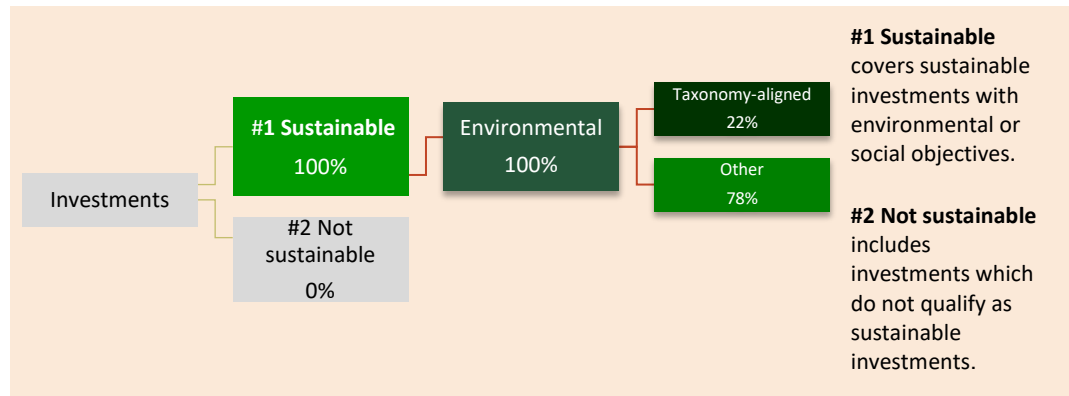 Investments
#1 Sustainable
100%
#2 Not
sustainable
0%
Environmental
100%
Taxonomy-aligned
22%
Other
78%
#1 Sustainable
covers sustainable
investments with
environmental or
social objectives.
#2 Not sustainable
includes
investments which
do not qualify as
sustainable
investments.